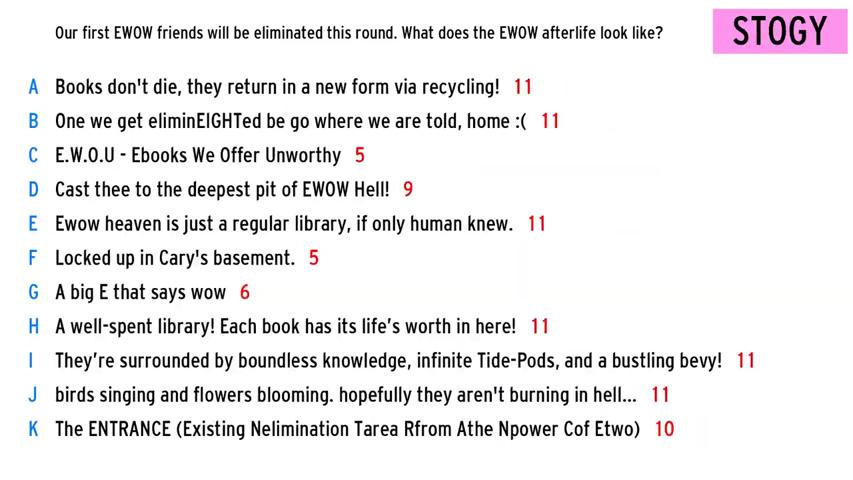 Our first EWOW friends will be eliminated this round. What does the EWOW afterlife look like?
STOGY
A Books don't die, they return in a new form via recycling! 11
B One we get eliminEIGHTed be go where we are told, home :( 11
C E.W.O.U - Ebooks We Offer Unworthy 5
D Cast thee to the deepest pit of EWOW Hell! 9
E Ewow heaven is just a regular library, if only human knew. 11
F Locked up in Cary's basement. 5
G A big E that says wow 6
H A well-spent library! Each book has its life’s worth in here! 11
I They’re surrounded by boundless knowledge, infinite Tide-Pods, and a bustling bevy! 11
J birds singing and flowers blooming. hopefully they aren't burning in hell... 11
K The ENTRANCE (Existing Nelimination Tarea Rfrom Athe Npower Cof Etwo) 10